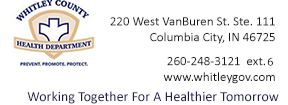 WHITLEY COUNTY
HEALTH DEPARTMENT
PREVENT. PROMOTE. PROTECT.
220 West VanBuren St. Ste. 111
Columbia City, IN 46725
260-248-3121 ext.6
www.whitleygov.com
Working Together For A Healthier Tomorrow